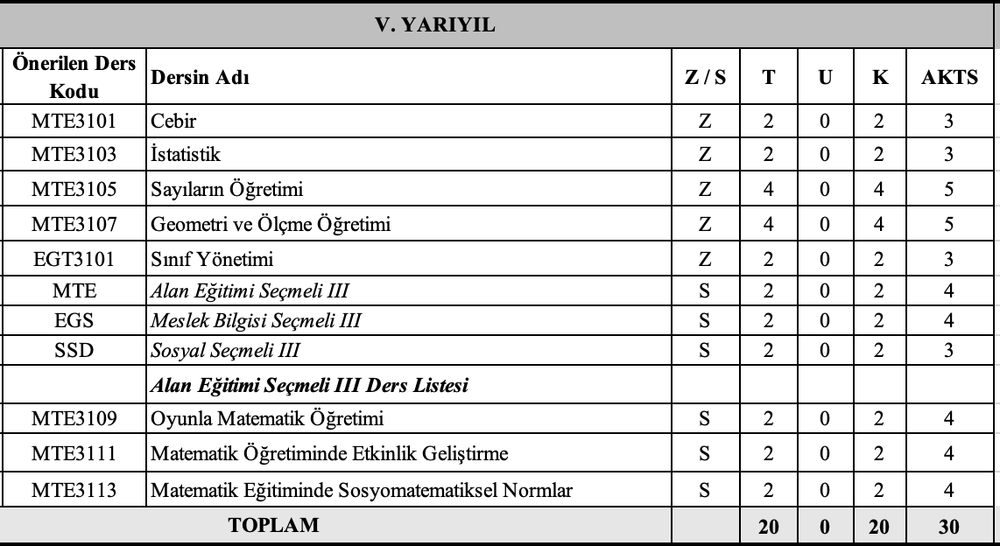 V. YARIYIL
Önerilen Ders Kodu Dersin Adı Z / S T U K AKTS
MTE3101 Cebir Z 2 0 2 3
MTE3103 İstatistik Z 2 0 2 3
MTE3105 Sayıların Öğretimi Z 4 0 4 5
MTE3107 Geometri ve Ölçme Öğretimi Z 4 0 4 5
EGT3101 Sınıf Yönetimi Z 2 0 2 3
MTE Alan Eğitimi Seçmeli III S 2 0 2 4
EGS Meslek Bilgisi Seçmeli III S 2 0 2 4
SSD Sosyal Seçmeli III S 2 0 2 3
Alan Eğitimi Seçmeli III Ders Listesi
MTE3109 Oyunla Matematik Öğretimi S 2 0 2 4
MTE3111 Matematik Öğretiminde Etkinlik Geliştirme S 2 0 2 4
MTE3113 Matematik Eğitiminde Sosyomatematiksel Normlar S 2 0 2 4
TOPLAM 20 0 20 30